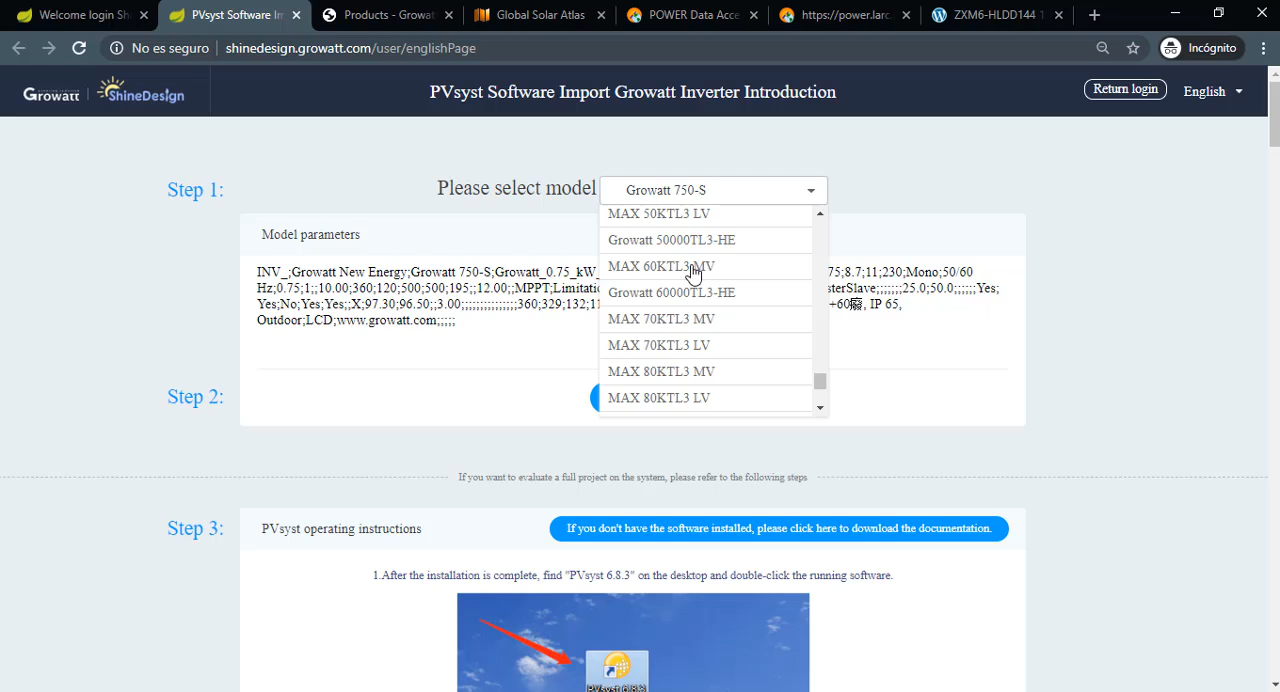 Welcome login Sh
PVsyst Software Im
Products - Growat
Global Solar Atlas
POWER Data Acce
https://power.larc.
ZXM6-HLDD144 1
No es seguro
shinedesign.growatt.com/user/englishPage
Incógnito
Growatt
ShineDesign
PVsyst Software Import Growatt Inverter Introduction
Return login
English
Step 1:
Please select model
Growatt 750-S
MAX 50KTL3 LV
Growatt 50000TL3-HE
MAX 60KTL3 MV
Growatt 60000TL3-HE
MAX 70KTL3 MV
MAX 70KTL3 LV
MAX 80KTL3 MV
MAX 80KTL3 LV
Model parameters
INV_;Growatt New Energy;Growatt 750-S;Growatt_0.75_kW_ 75;8.7;11;230;Mono;50/60
Hz;0.75;1;;10.00;360;120;500;500;195;;12.00;;MPPT;Limitation sterSlave;;;;;;;25.0;50.0;;;;;;Yes;
Yes;No;Yes;Yes;;X;97.30;96.50;;3.00;;;;;;;;;;;;;;;;360;329;132;11 +60癈, IP 65,
Outdoor;LCD;www.growatt.com;;;;;
Step 2:
If you want to evaluate a full project on the system, please refer to the following steps
Step 3:
PVsyst operating instructions
If you don't have the software installed, please click here to download the documentation.
1.After the installation is complete, find "PVsyst 6.8.3" on the desktop and double-click the running software.
PVsyst 6.8.3